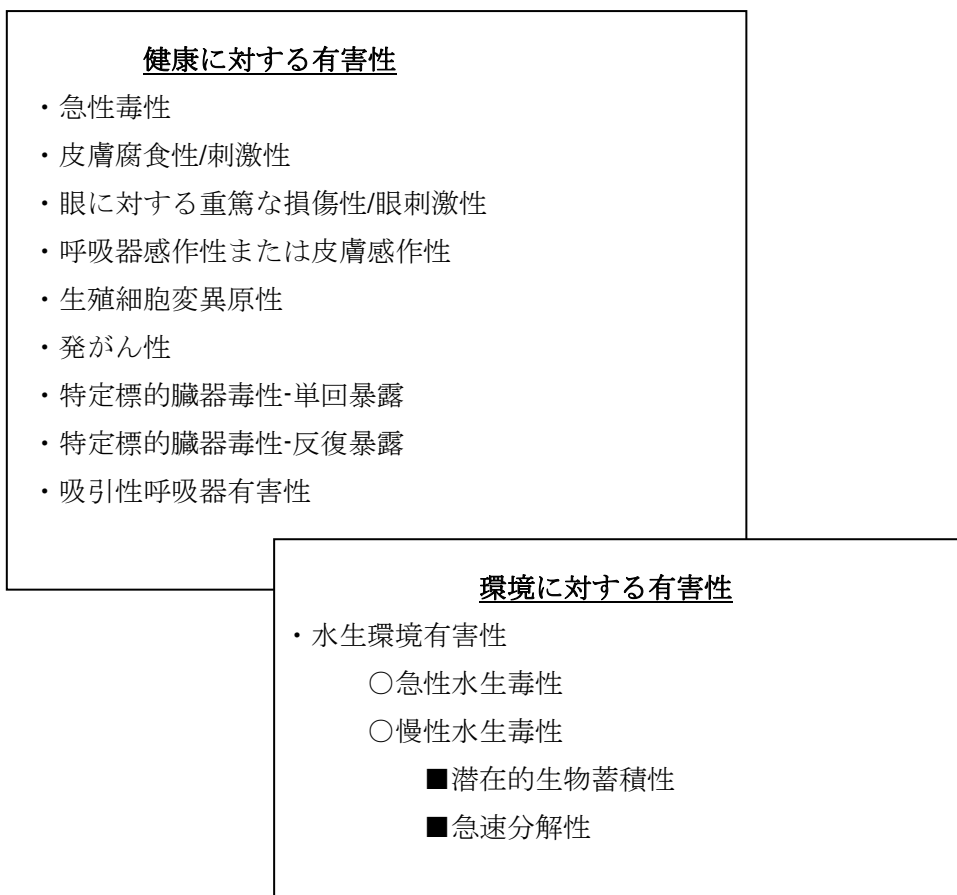 健康に対する有害性
・急性毒性
・皮膚腐食性/刺激性
・眼に対する重篤な損傷性/眼刺激性
・呼吸器感作性または皮膚感作性
・生殖細胞変異原性
・発がん性
・特定標的臓器毒性-単回暴露
・特定標的臓器毒性-反復暴露
・吸引性呼吸器有害性
環境に対する有害性
・水生環境有害性
○急性水生毒性
○慢性水生毒性
■潜在的生物蓄積性
■急速分解性